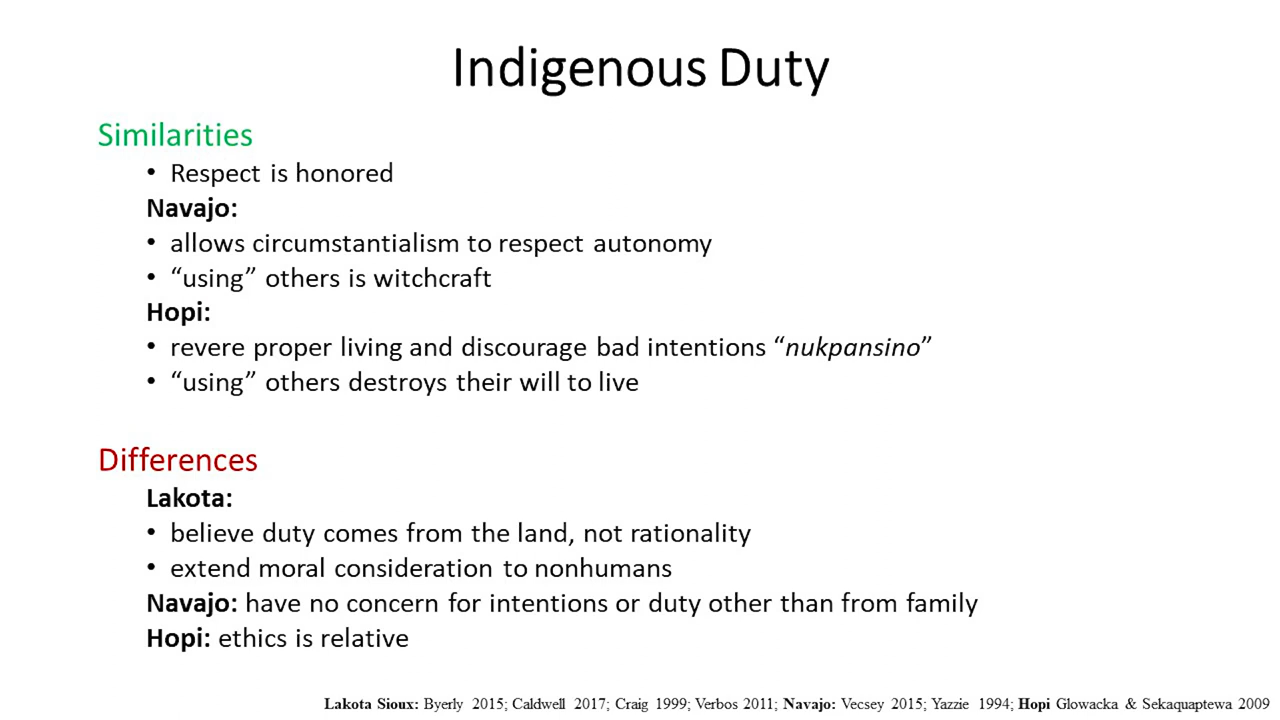 Indigenous Duty
Similarities
• Respect is honored
Navajo:
• allows circumstantialism to respect autonomy
• “using” others is witchcraft
Hopi:
• revere proper living and discourage bad intentions “nukpansino”
• “using” others destroys their will to live
Differences
Lakota:
• believe duty comes from the land, not rationality
• extend moral consideration to nonhumans
Navajo: have no concern for intentions or duty other than from family
Hopi: ethics is relative
Lakota Sioux: Byerly 2015; Caldwell 2017; Craig 1999; Verbos 2011; Navajo: Vecsey 2015; Yazzie 1994; Hopi Glowacka & Sekaquaptewa 2009